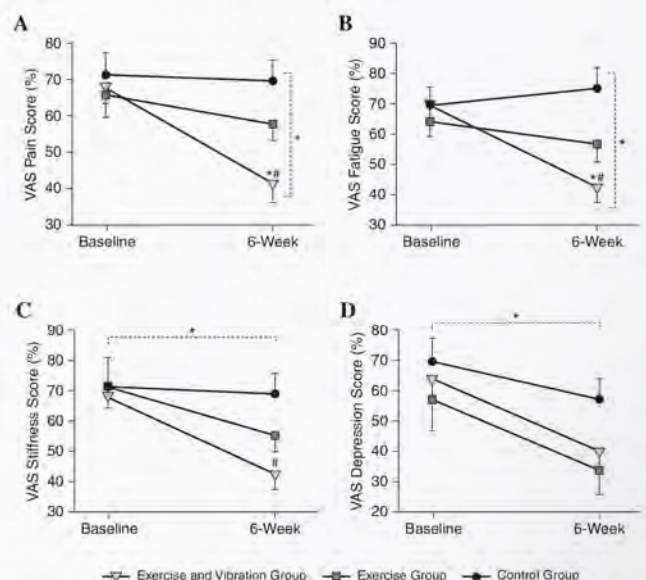 A
VAS Pain Score (%)
80
70
60
50
40
30
*#
*
Baseline
6-Week
B
VAS Fatigue Score (%)
90
80
70
60
50
40
30
*#
*
Baseline
6-Week
C
VAS Stiffness Score (%)
90
80
70
60
50
40
30
*
#
Baseline
6-Week
D
VAS Depression Score (%)
80
70
60
50
40
30
20
*
Baseline
6-Week
Exercise and Vibration Group
Exercise Group
Control Group